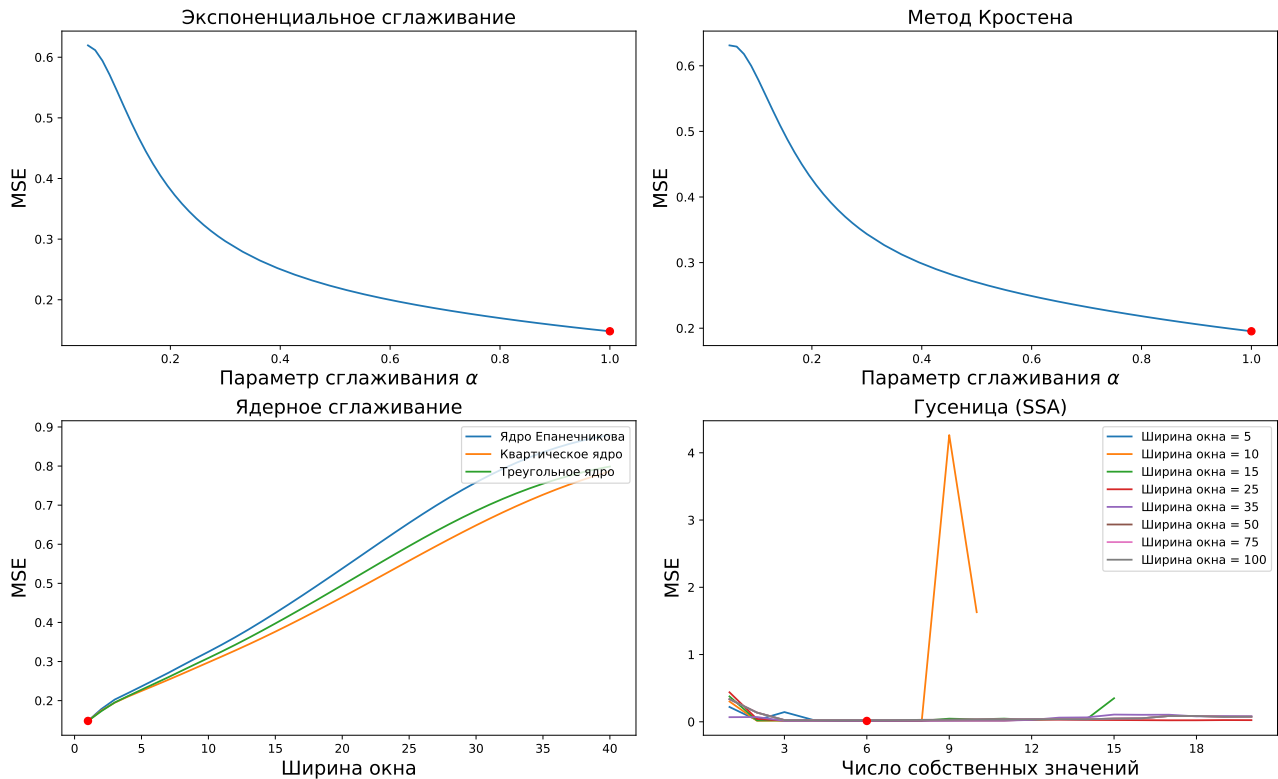 Экспоненциальное сглаживание
MSE
0.6
0.5
0.4
0.3
0.2
0.2 0.4 0.6 0.8 1.0
Параметр сглаживания α
Метод Кростена
MSE
0.6
0.5
0.4
0.3
0.2
0.2 0.4 0.6 0.8 1.0
Параметр сглаживания α
Ядерное сглаживание
MSE
0.9
0.8
0.7
0.6
0.5
0.4
0.3
0.2
Ядро Епанечникова
Квартическое ядро
Треугольное ядро
0 5 10 15 20 25 30 35 40
Ширина окна
Гусеница (SSA)
MSE
4
3
2
1
0
Ширина окна = 5
Ширина окна = 10
Ширина окна = 15
Ширина окна = 25
Ширина окна = 35
Ширина окна = 50
Ширина окна = 75
Ширина окна = 100
3 6 9 12 15 18
Число собственных значений